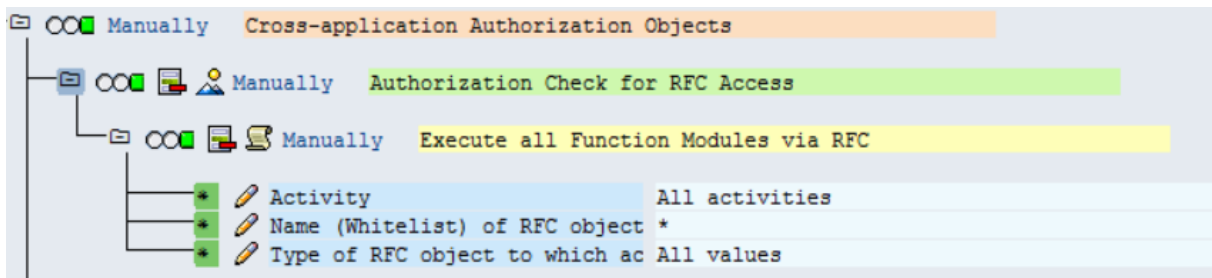 Manually Cross-application Authorization Objects
Manually Authorization Check for RFC Access
Manually Execute all Function Modules via RFC
* Activity All activities
* Name (Whitelist) of RFC object *
* Type of RFC object to which ac All values